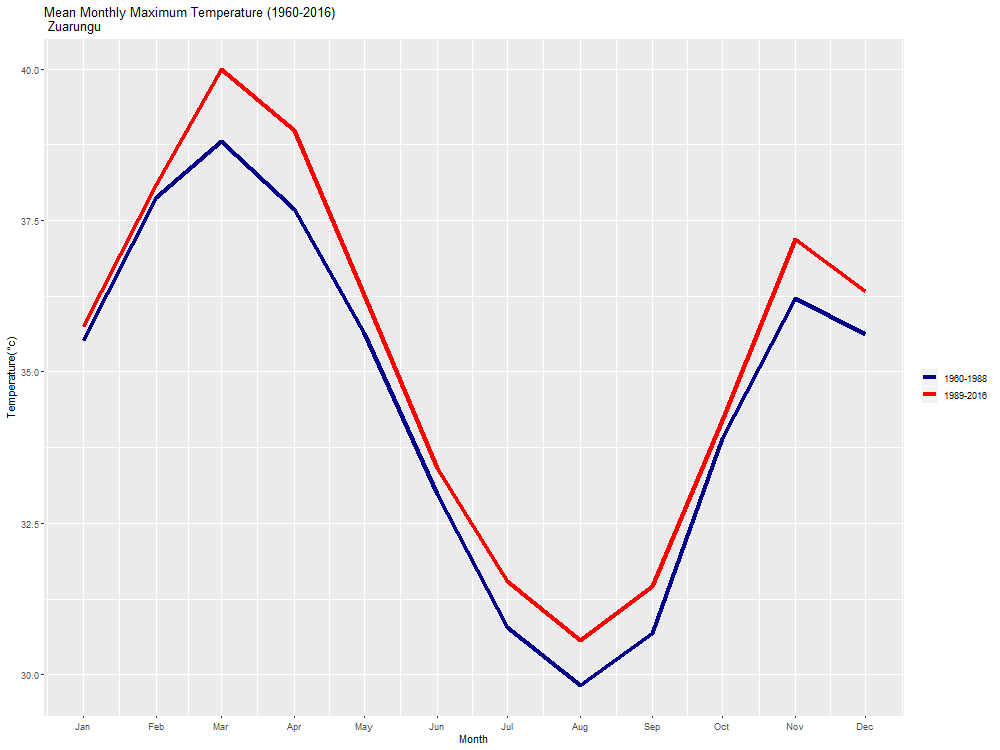 Mean Monthly Maximum Temperature (1960-2016)
Zuarungu
40.0
37.5
35.0
32.5
30.0
Temperature(°c)
Jan Feb Mar Apr May Jun Jul Aug Sep Oct Nov Dec
Month
1960-1988
1989-2016